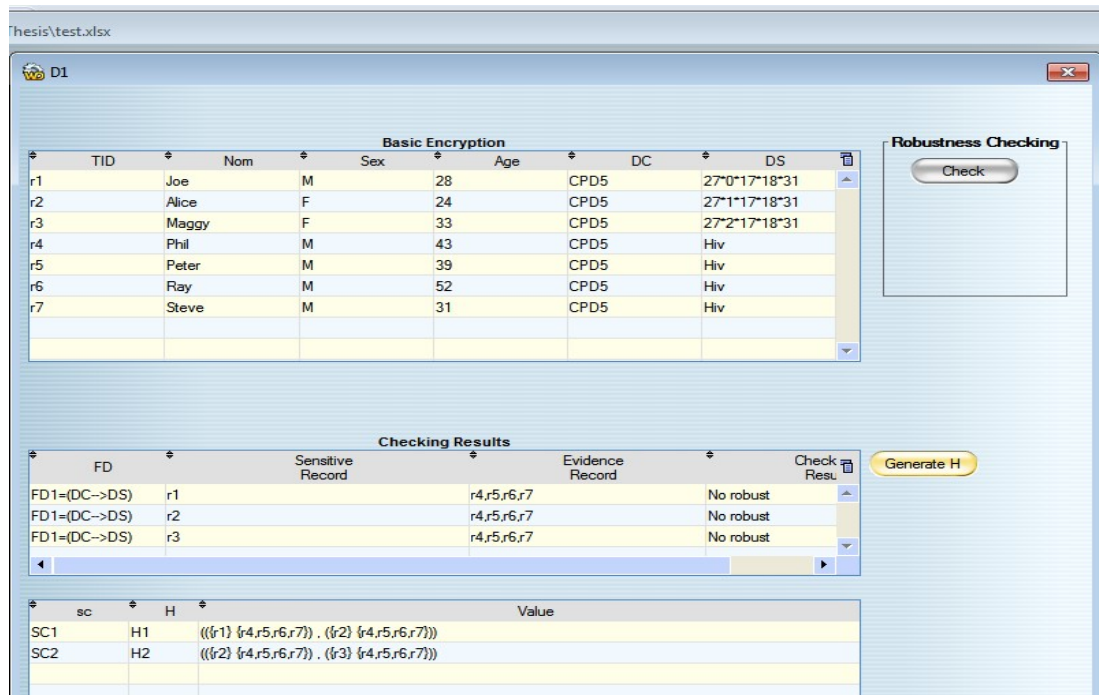 Thesis\test.xlsx
D1
Basic Encryption
TID Nom Sex Age DC DS
r1 Joe M 28 CPD5 27*0*17*18*31
r2 Alice F 24 CPD5 27*1*17*18*31
r3 Maggy F 33 CPD5 27*2*17*18*31
r4 Phil M 43 CPD5 Hiv
r5 Peter M 39 CPD5 Hiv
r6 Ray M 52 CPD5 Hiv
r7 Steve M 31 CPD5 Hiv
Robustness Checking
Check
Checking Results
FD Sensitive Record Evidence Record Check Resu
FD1=(DC-->DS) r1 r4,r5,r6,r7 No robust
FD1=(DC-->DS) r2 r4,r5,r6,r7 No robust
FD1=(DC-->DS) r3 r4,r5,r6,r7 No robust
Generate H
sc H Value
SC1 H1 (({r1} {r4,r5,r6,r7}) , ({r2} {r4,r5,r6,r7}))
SC2 H2 (({r2} {r4,r5,r6,r7}) , ({r3} {r4,r5,r6,r7}))